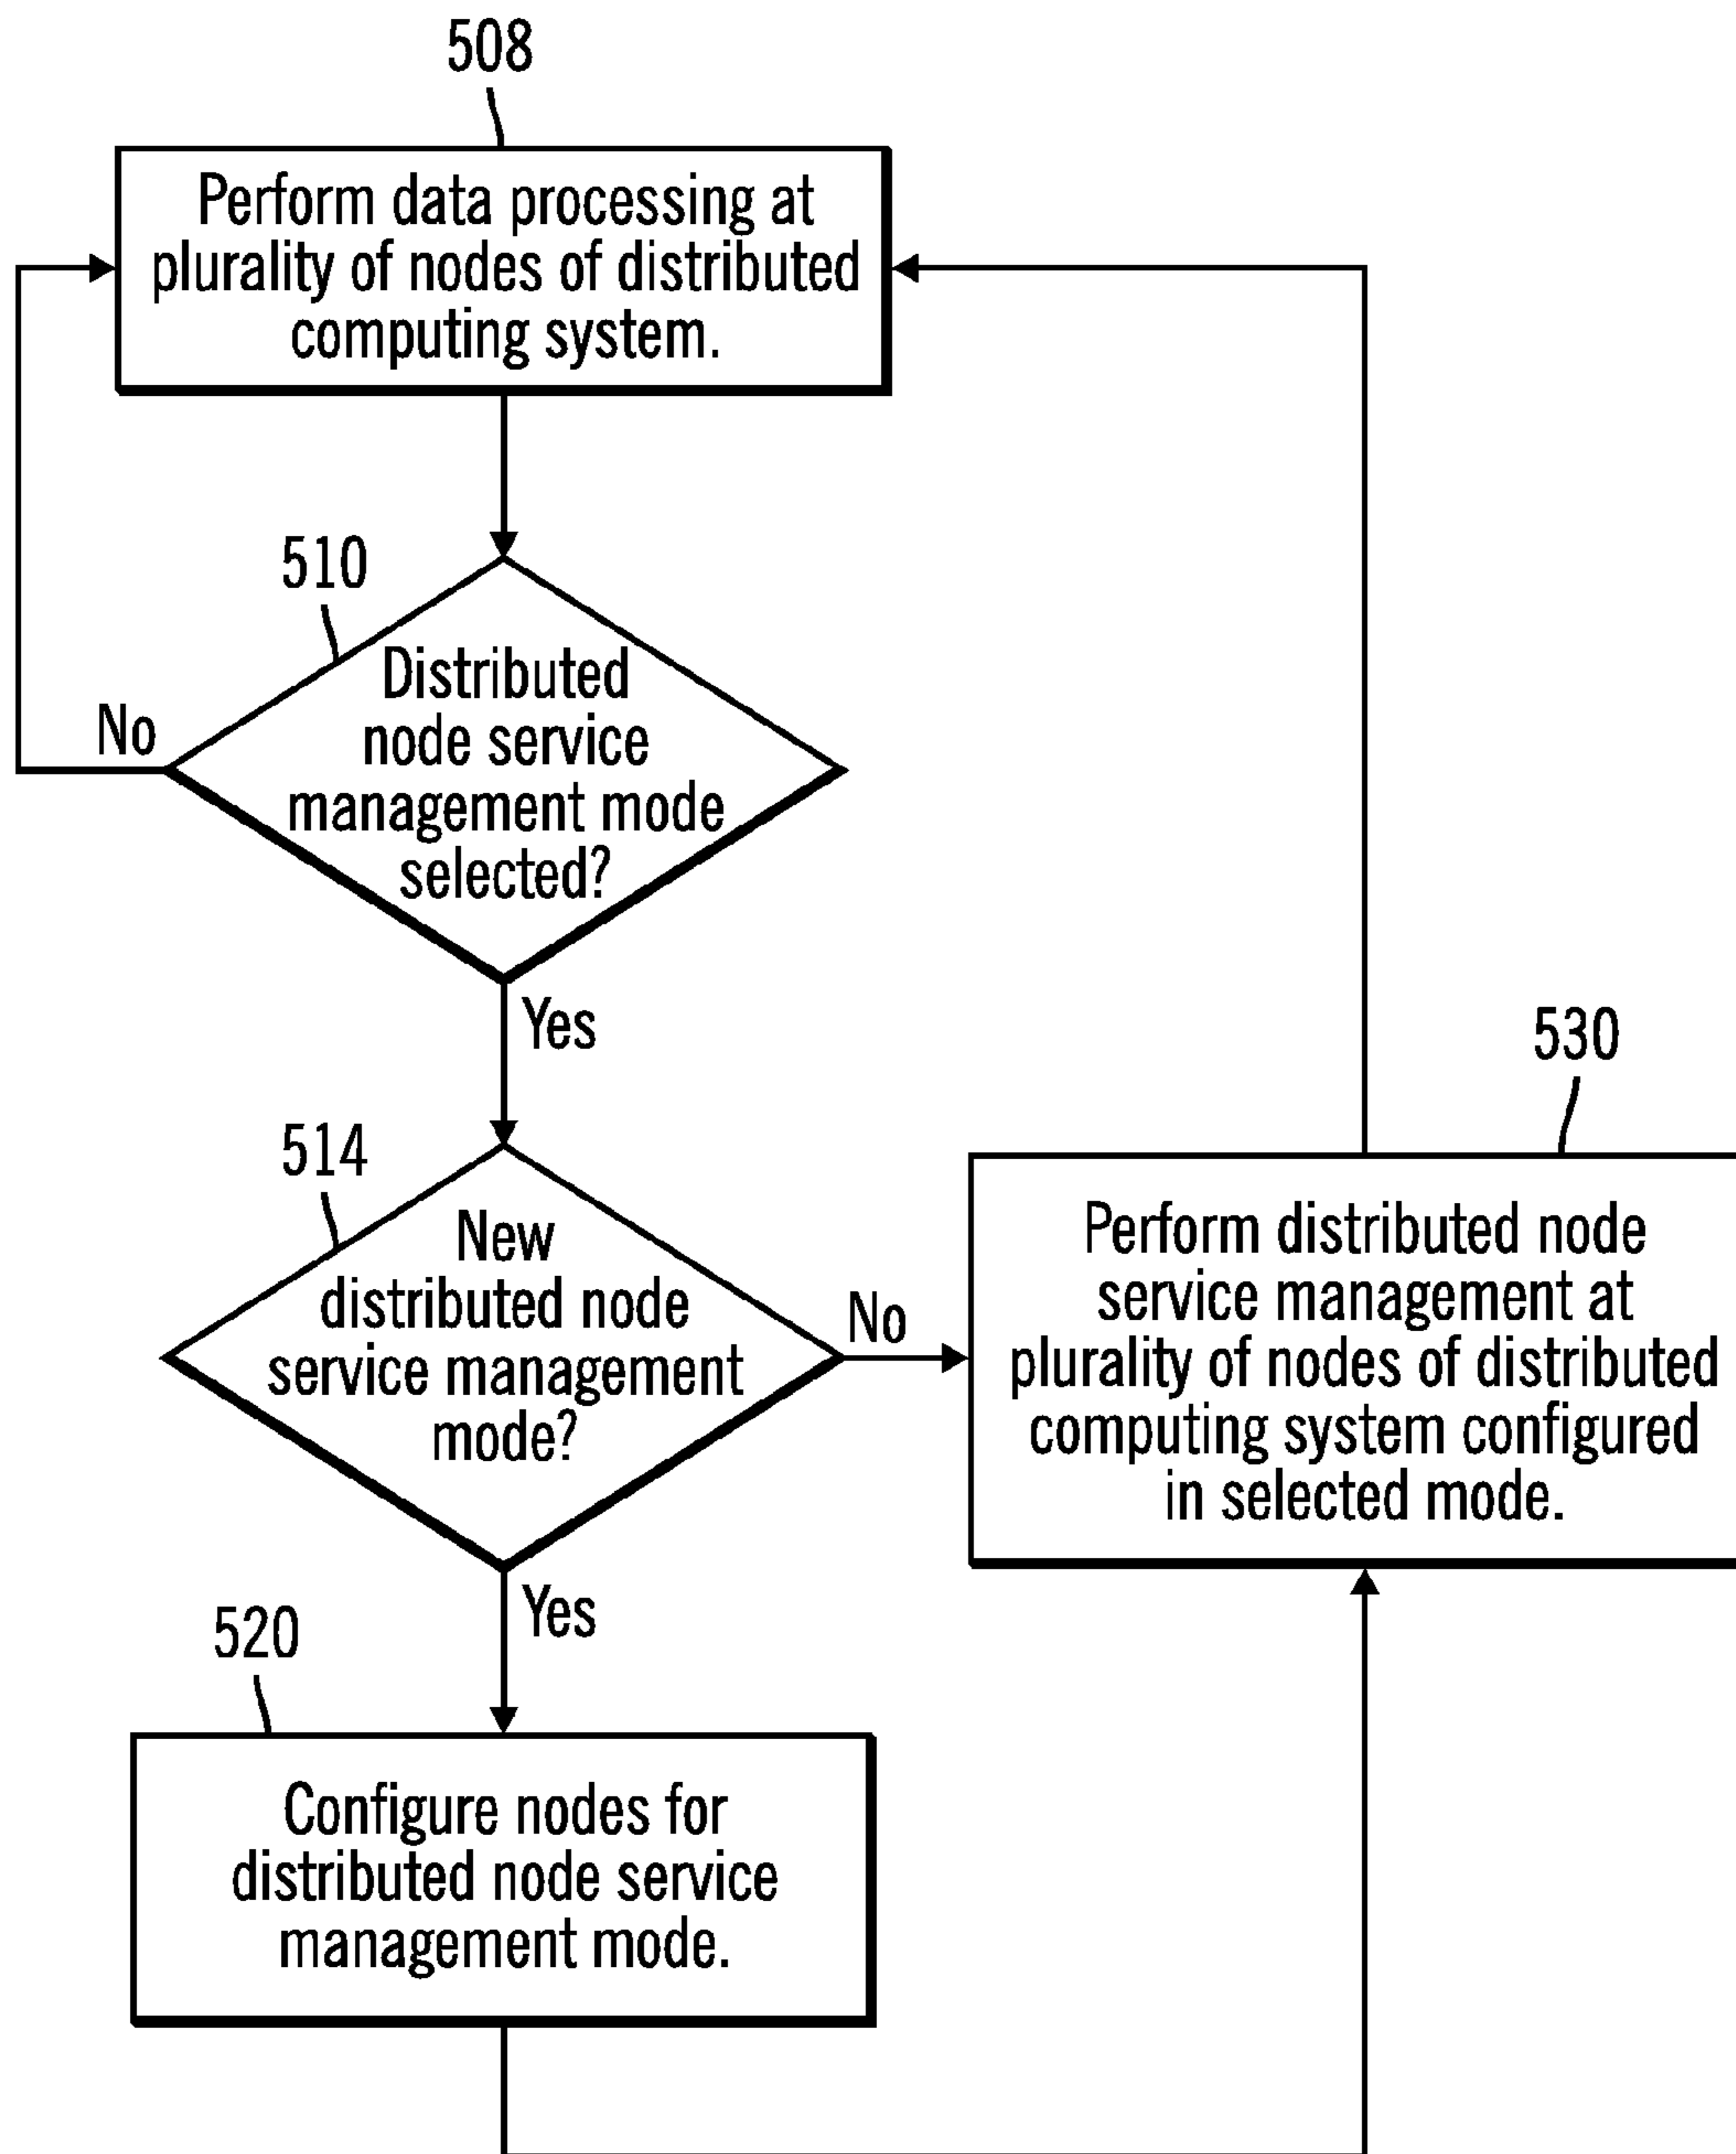 508
Perform data processing at
plurality of nodes of distributed
computing system.
510
Distributed
node service
management mode
selected?
No
Yes
514
New
distributed node
service management
mode?
No
Yes
530
Perform distributed node
service management at
plurality of nodes of distributed
computing system configured
in selected mode.
520
Configure nodes for
distributed node service
management mode.